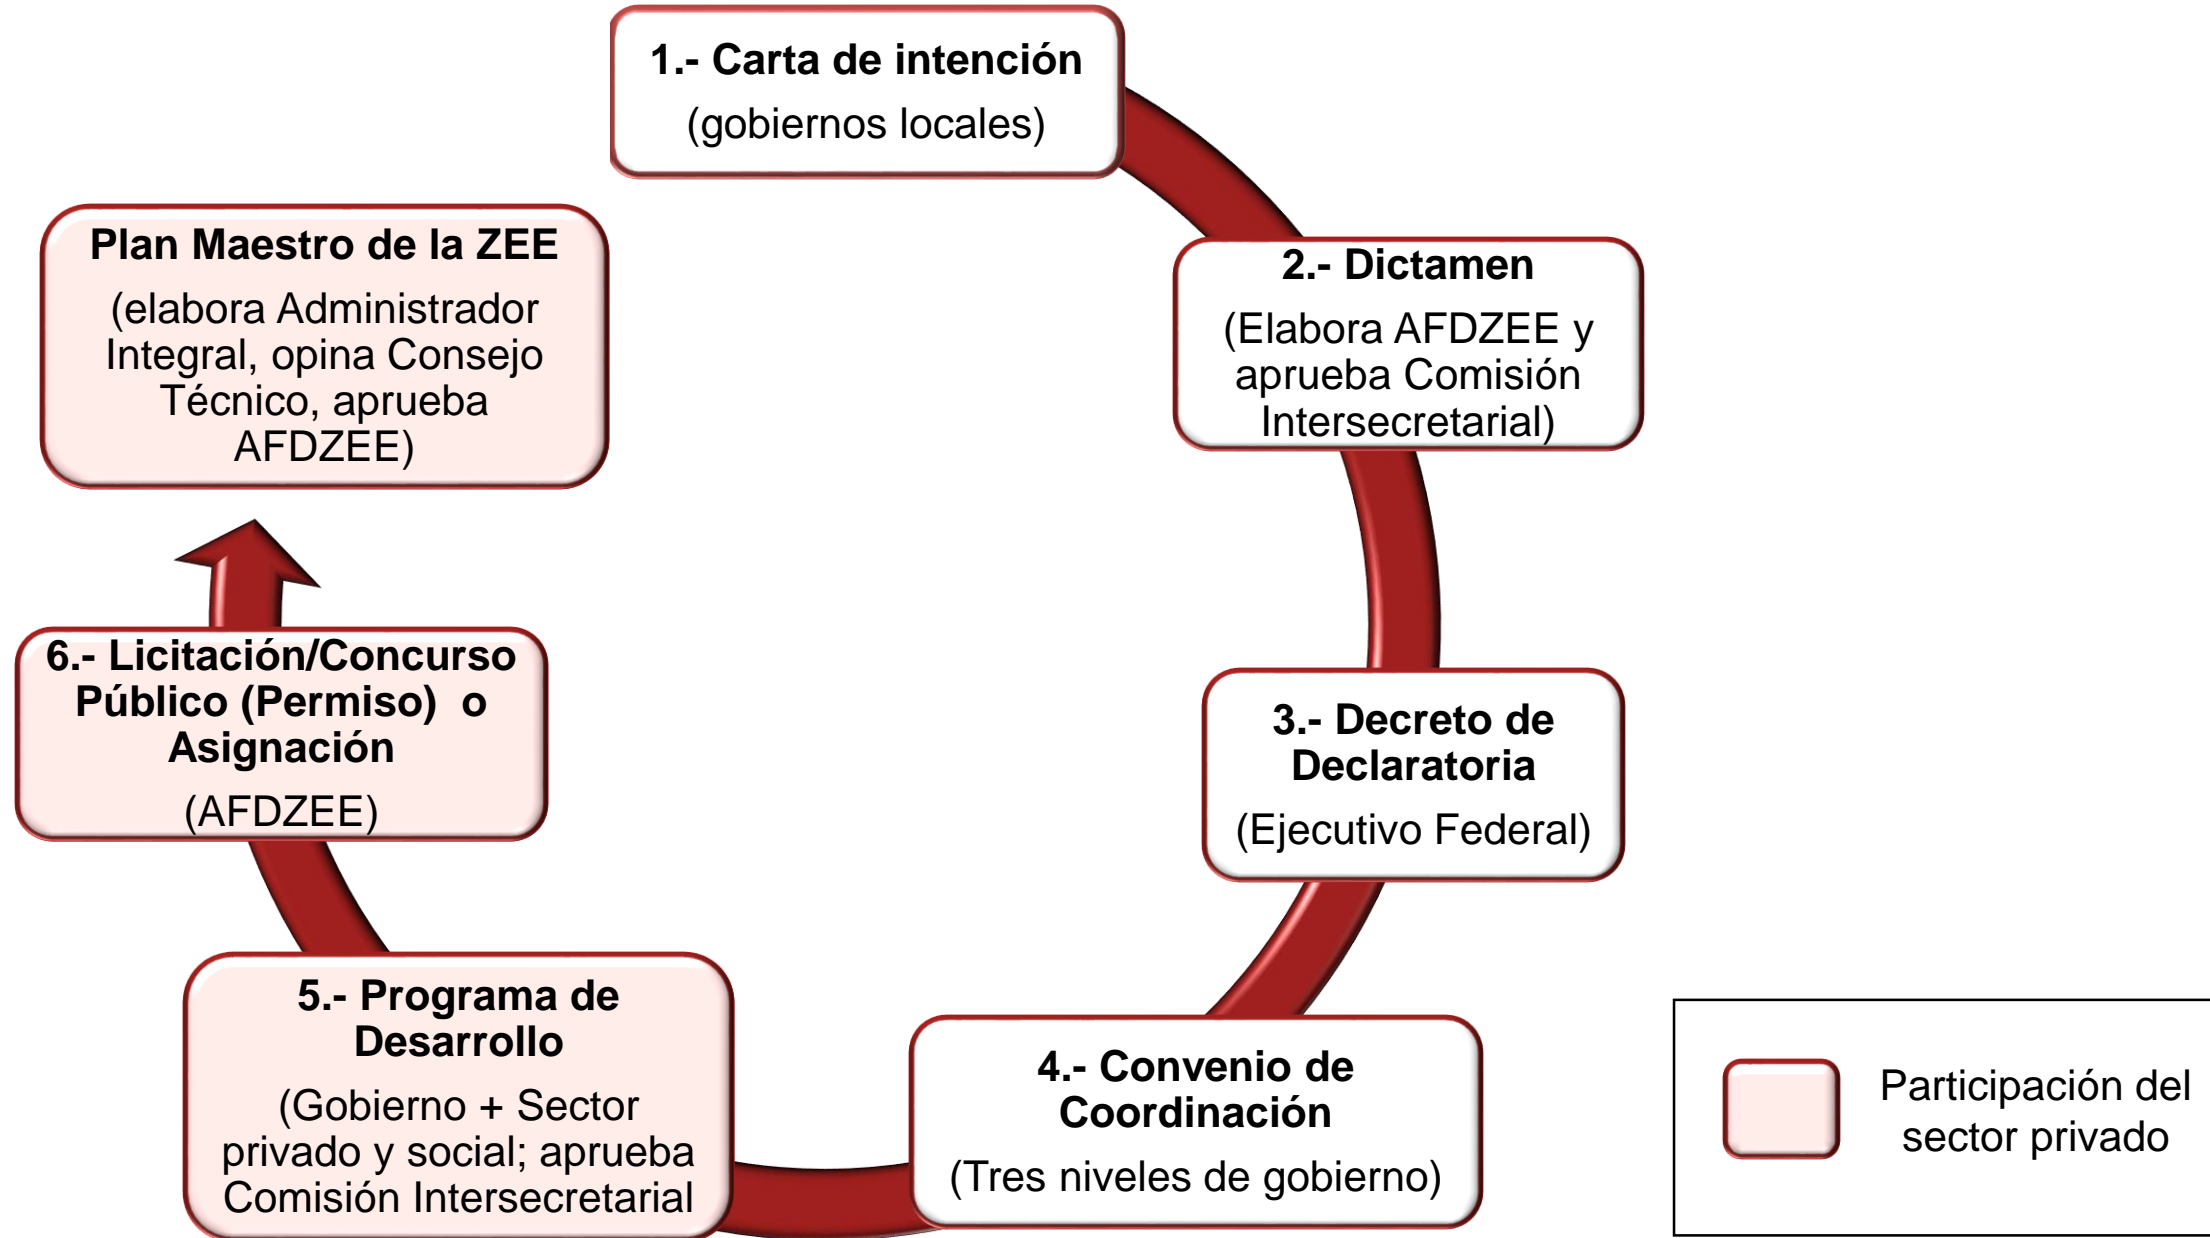 1.- Carta de intención
(gobiernos locales)
2.- Dictamen
(Elabora AFDZEE y
aprueba Comisión
Intersecretarial)
3.- Decreto de
Declaratoria
(Ejecutivo Federal)
4.- Convenio de
Coordinación
(Tres niveles de gobierno)
5.- Programa de
Desarrollo
(Gobierno + Sector
privado y social; aprueba
Comisión Intersecretarial
6.- Licitación/Concurso
Público (Permiso) o
Asignación
(AFDZEE)
Plan Maestro de la ZEE
(elabora Administrador
Integral, opina Consejo
Técnico, aprueba
AFDZEE)
Participación del
sector privado